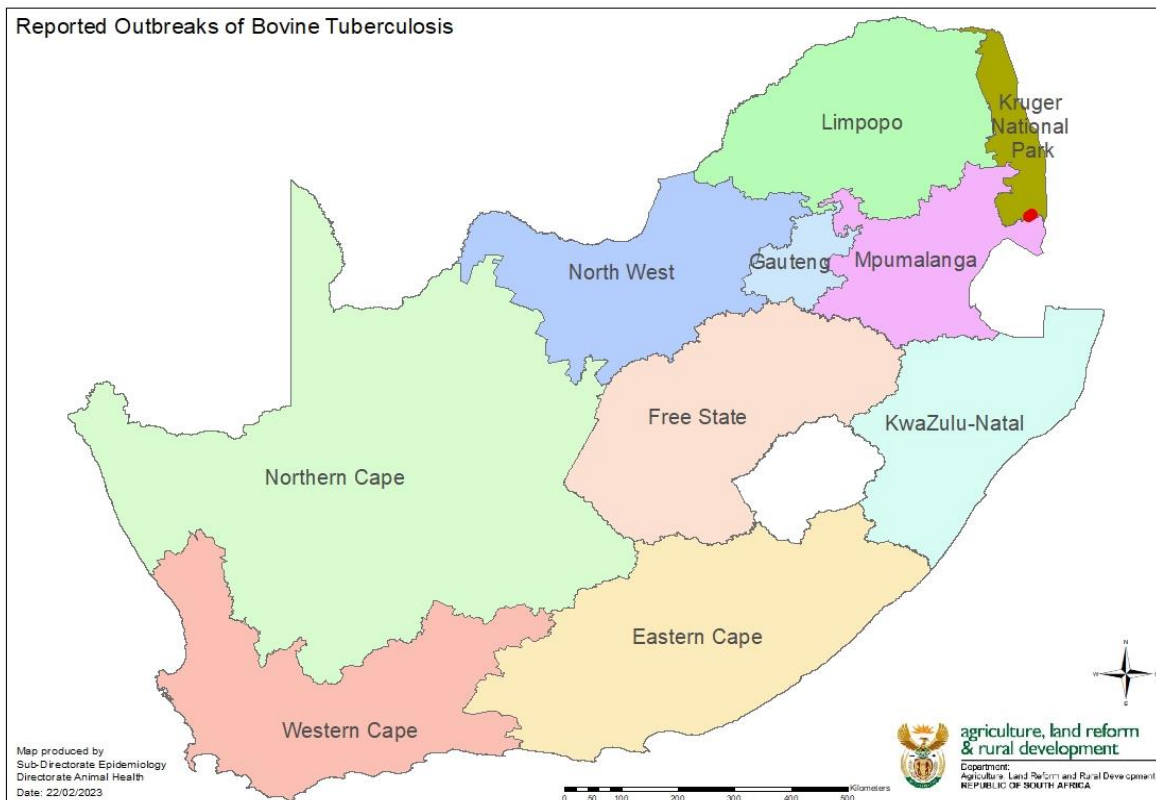 Reported Outbreaks of Bovine Tuberculosis
Limpopo
Kruger
National
Park
North West
Gauteng
Mpumalanga
Free State
KwaZulu-Natal
Northern Cape
Eastern Cape
Western Cape
N
W
S
Map produced by
Sub-Directorate Epidemiology
Directorate Animal Health
Date: 22/02/2023
Kilometers
0 50 100 200 300 400 500
agriculture, land reform
& rural development
Department:
Agriculture, Land Reform and Rural Development
REPUBLIC OF SOUTH AFRICA